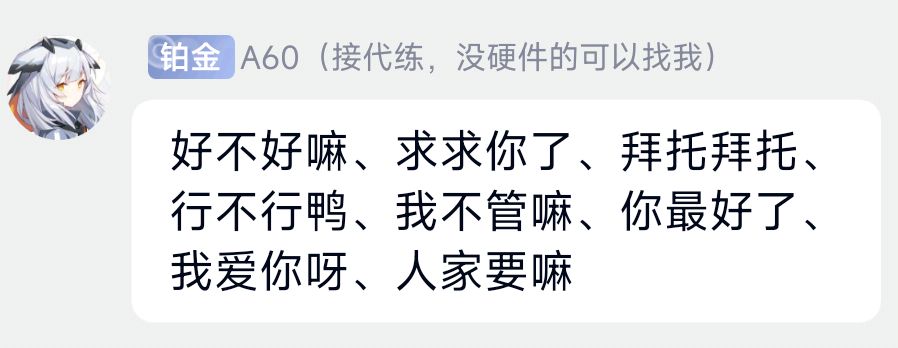 铂金 A60（接代练，没硬件的可以找我）
好不好嘛、求求你了、拜托拜托、
行不行鸭、我不管嘛、你最好了、
我爱你呀、人家要嘛